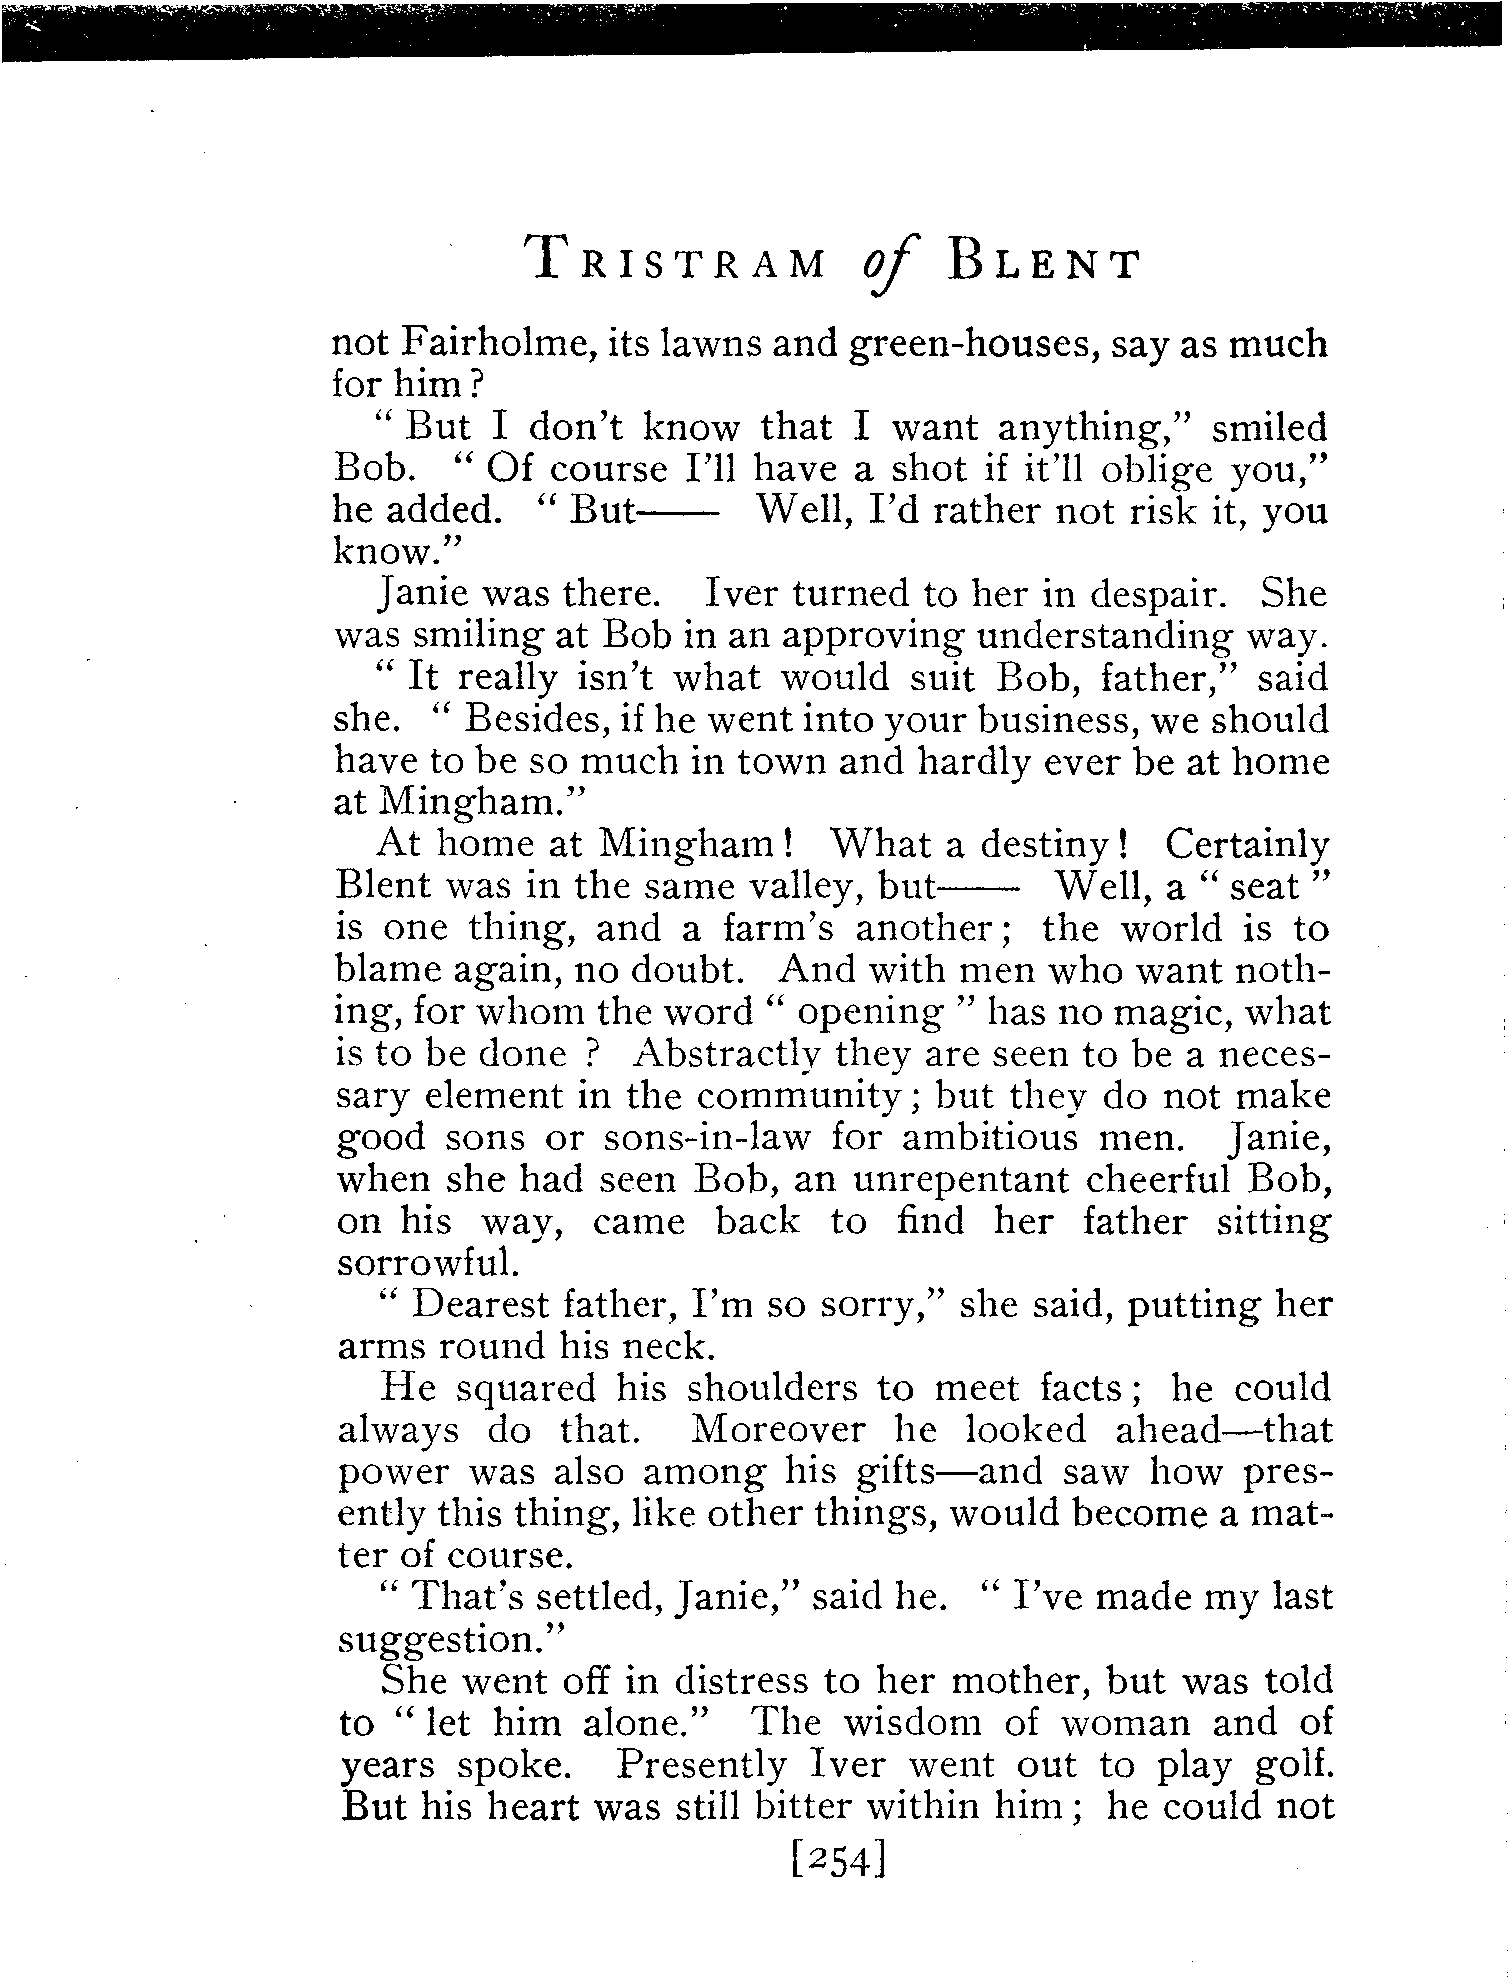 TRISTRAM of BLENT
not Fairholme, its lawns and green-houses, say as much
for him?
"But I don't know that I want anything," smiled
Bob. "Of course I'll have a shot if it'll oblige you,"
he added. "But—— Well, I'd rather not risk it, you
know."
Janie was there. Iver turned to her in despair. She
was smiling at Bob in an approving understanding way.
"It really isn't what would suit Bob, father," said
she. "Besides, if he went into your business, we should
have to be so much in town and hardly ever be at home
at Mingham."
At home at Mingham! What a destiny! Certainly
Blent was in the same valley, but—— Well, a "seat"
is one thing, and a farm's another; the world is to
blame again, no doubt. And with men who want noth-
ing, for whom the word "opening" has no magic, what
is to be done? Abstractly they are seen to be a neces-
sary element in the community; but they do not make
good sons or sons-in-law for ambitious men. Janie,
when she had seen Bob, an unrepentant cheerful Bob,
on his way, came back to find her father sitting
sorrowful.
"Dearest father, I'm so sorry," she said, putting her
arms round his neck.
He squared his shoulders to meet facts; he could
always do that. Moreover he looked ahead—that
power was also among his gifts—and saw how pres-
ently this thing, like other things, would become a mat-
ter of course.
"That's settled, Janie," said he. "I've made my last
suggestion."
She went off in distress to her mother, but was told
to "let him alone." The wisdom of woman and of
years spoke. Presently Iver went out to play golf.
But his heart was still bitter within him; he could not
[254]